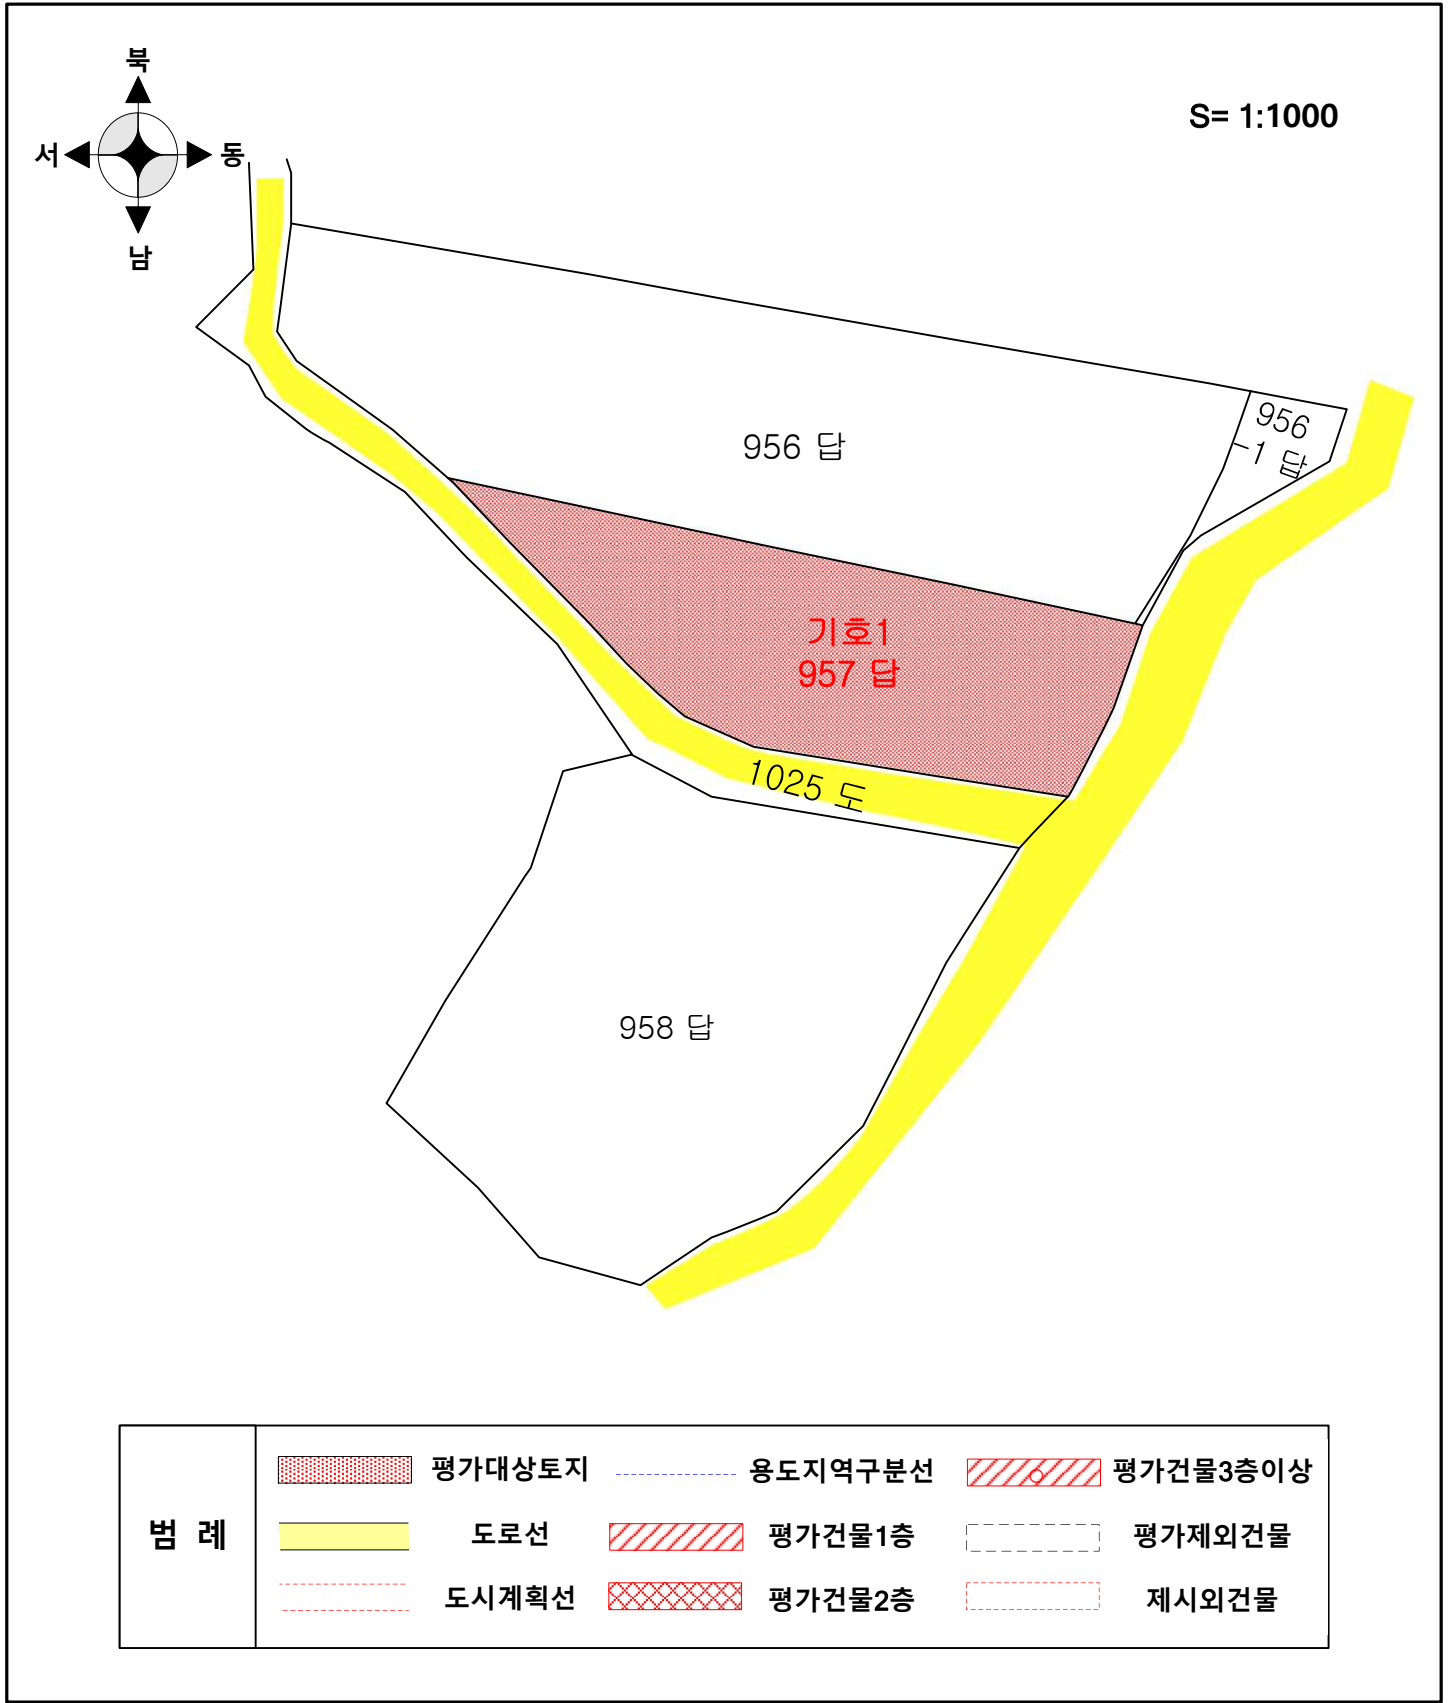 북
S= 1:1000
서
동
남
956
-1 답
956 답
기호1
957 답
1025 도
958 답
범 례
평가대상토지
용도지역구분선
평가건물3층이상
도로선
평가건물1층
평가제외건물
도시계획선
평가건물2층
제시외건물